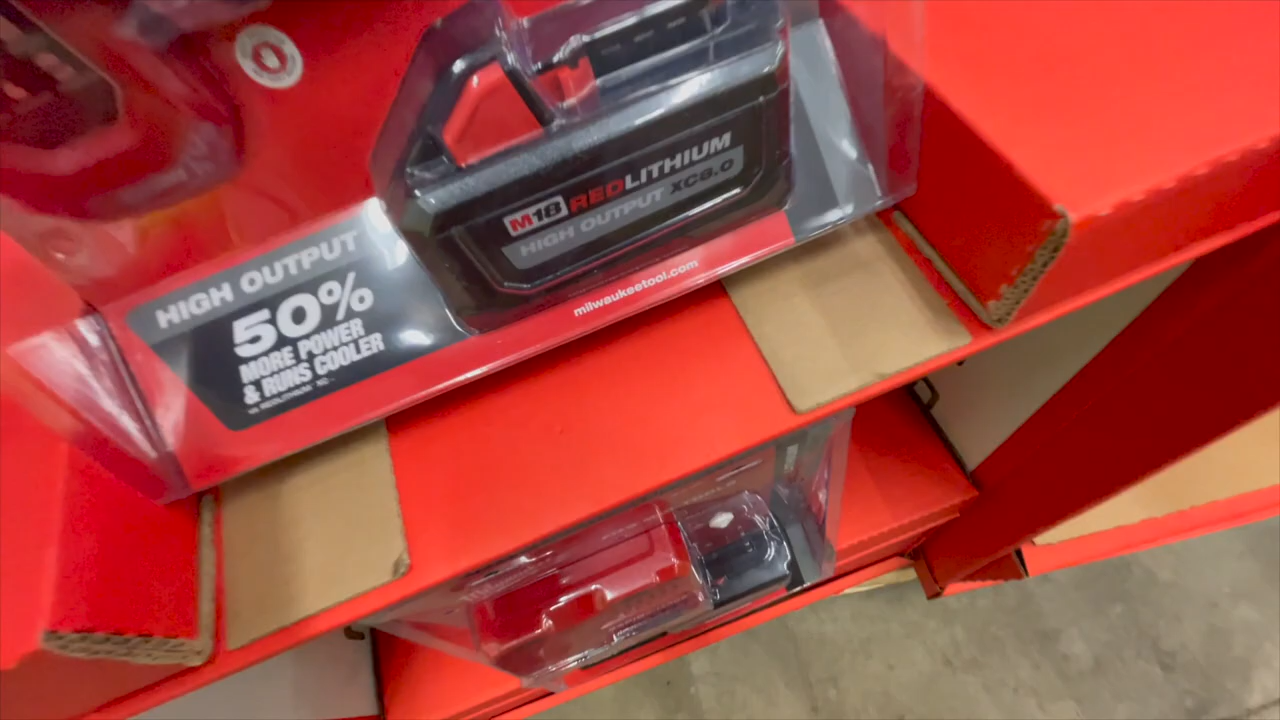 M18 REDLITHIUM
HIGH OUTPUT XC8.0
milwaukeetool.com
HIGH OUTPUT
50%
MORE POWER
& RUNS COOLER